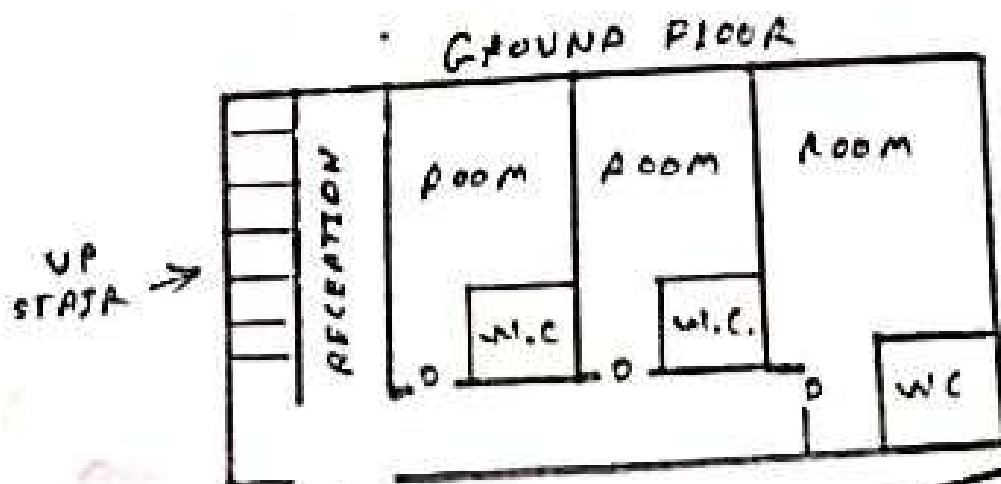 GROUND FLOOR
ROOM
ROOM
ROOM
RECEPTION
UP
STAIR
W.C
W.C.
WC
D
D
D